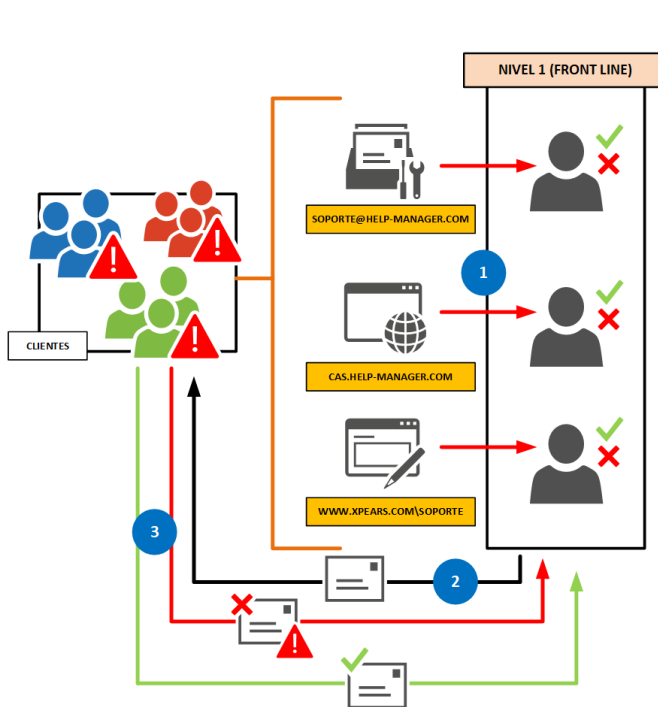 NIVEL 1 (FRONT LINE)
SOPORTE@HELP-MANAGER.COM
1
CLIENTES
CAS.HELP-MANAGER.COM
WWW.XPEARS.COM\SOPORTE
3
2